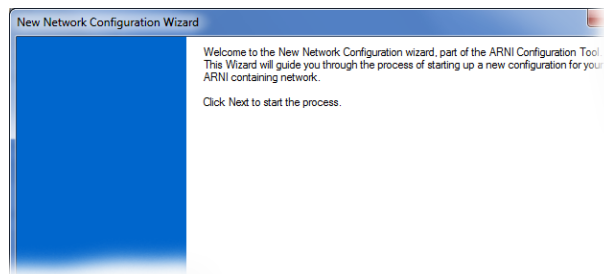 New Network Configuration Wizard
Welcome to the New Network Configuration wizard, part of the ARNI Configuration Tool.
This Wizard will guide you through the process of starting up a new configuration for your
ARNI containing network.
Click Next to start the process.